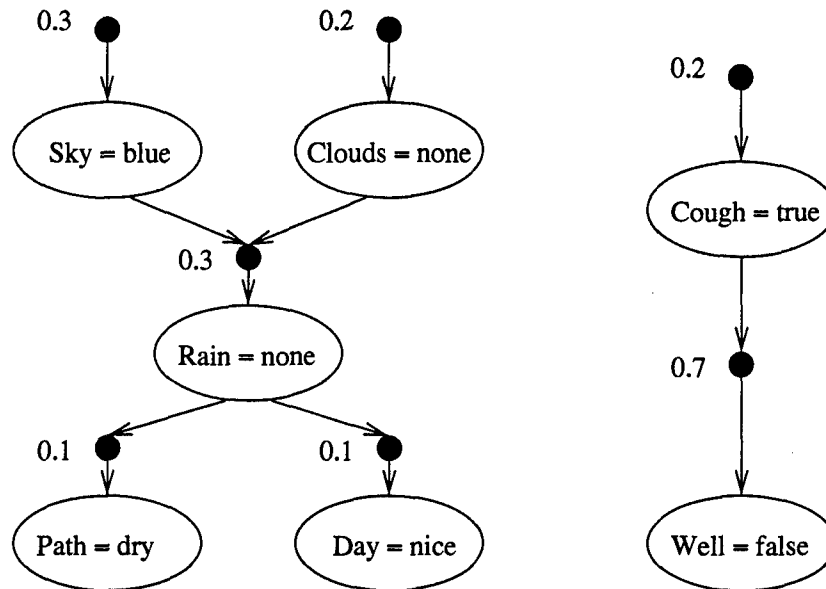 0.3
0.2
0.2
Sky = blue
Clouds = none
Cough = true
0.3
Rain = none
0.7
0.1
0.1
Path = dry
Day = nice
Well = false